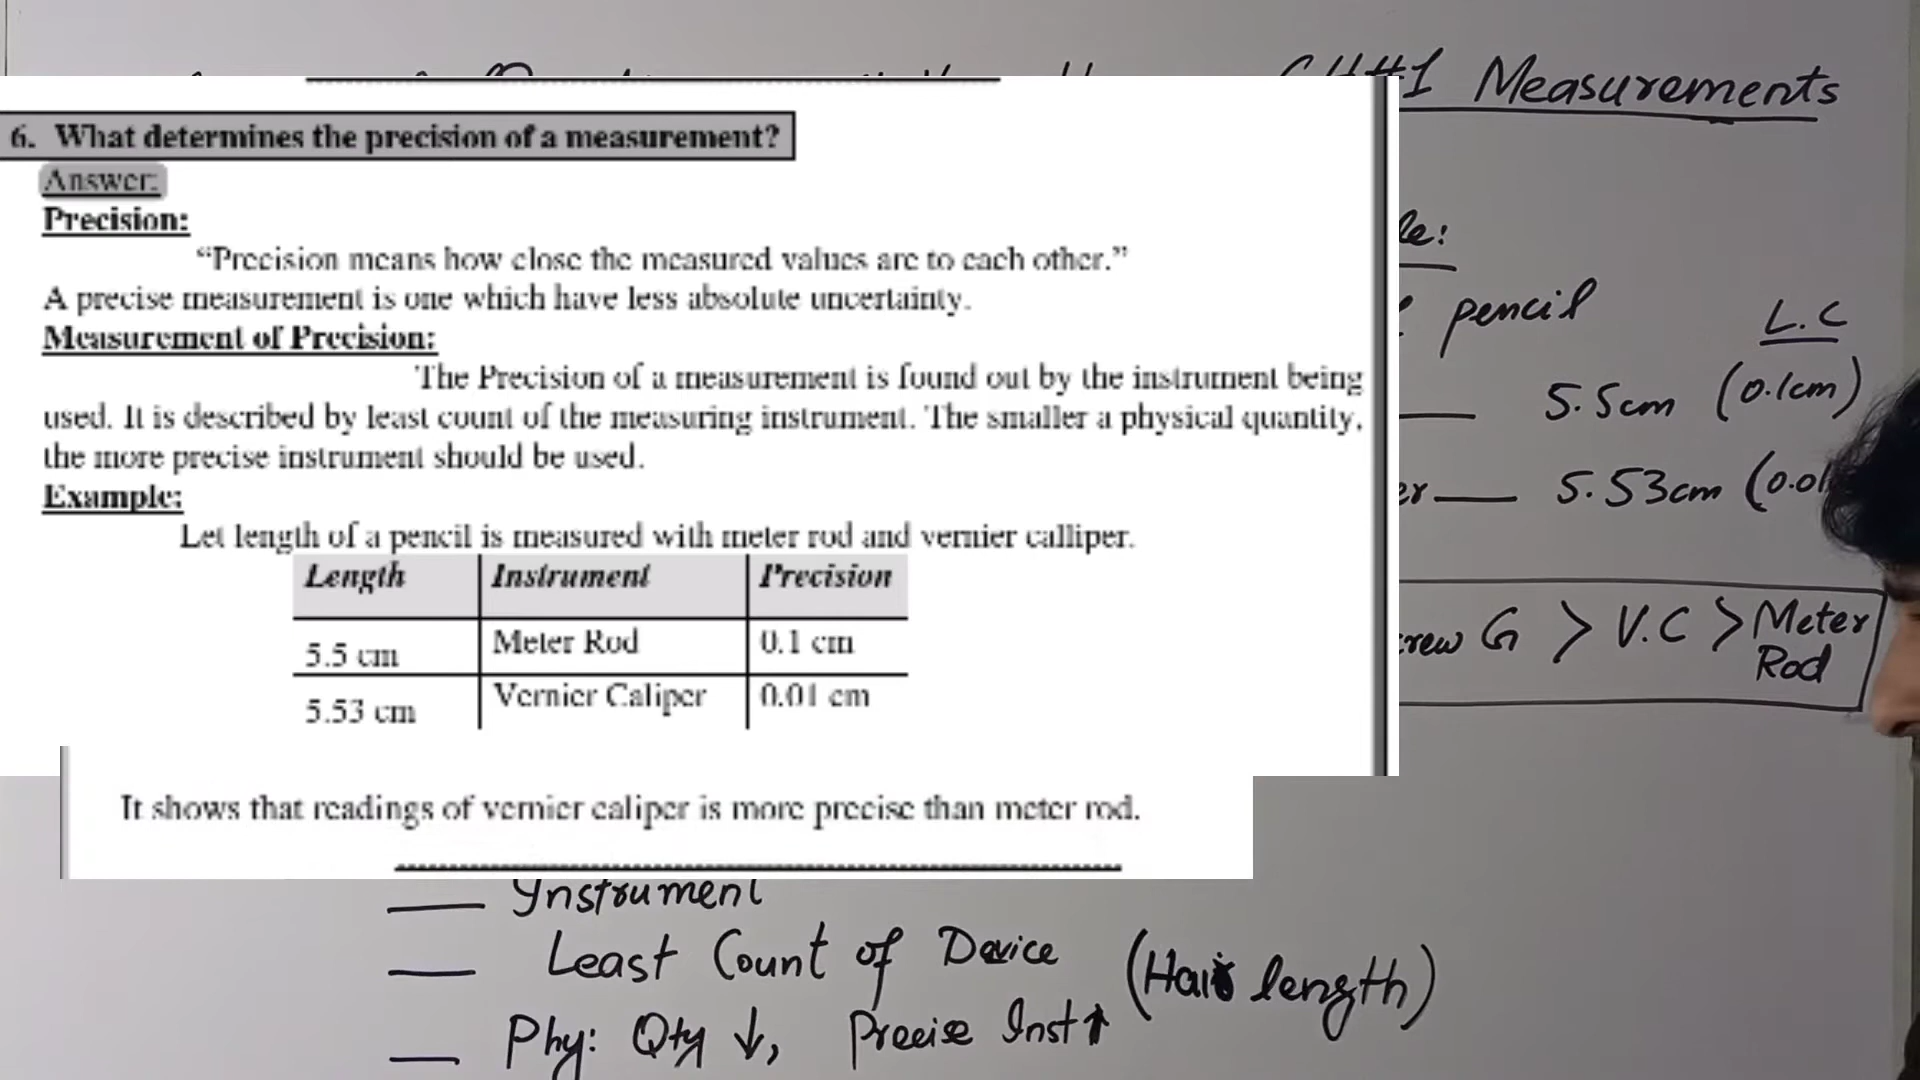 Measurements
6. What determines the precision of a measurement?
Answer:
Precision:
“Precision means how close the measured values are to each other.”
A precise measurement is one which have less absolute uncertainty.
Measurement of Precision:
The Precision of a measurement is found out by the instrument being
used. It is described by least count of the measuring instrument. The smaller a physical quantity,
the more precise instrument should be used.
Example:
Let length of a pencil is measured with meter rod and vernier calliper.
Length Instrument Precision
5.5 cm Meter Rod 0.1 cm
5.53 cm Vernier Caliper 0.01 cm
It shows that readings of vernier caliper is more precise than meter rod.
pencil
L.C
5.5cm (0.1cm)
5.53cm (0.01
G > V.C > Meter
Rod
Instrument
Least Count of Device
(Hair length)
Phy: Qty ↓, Precise Inst ↑